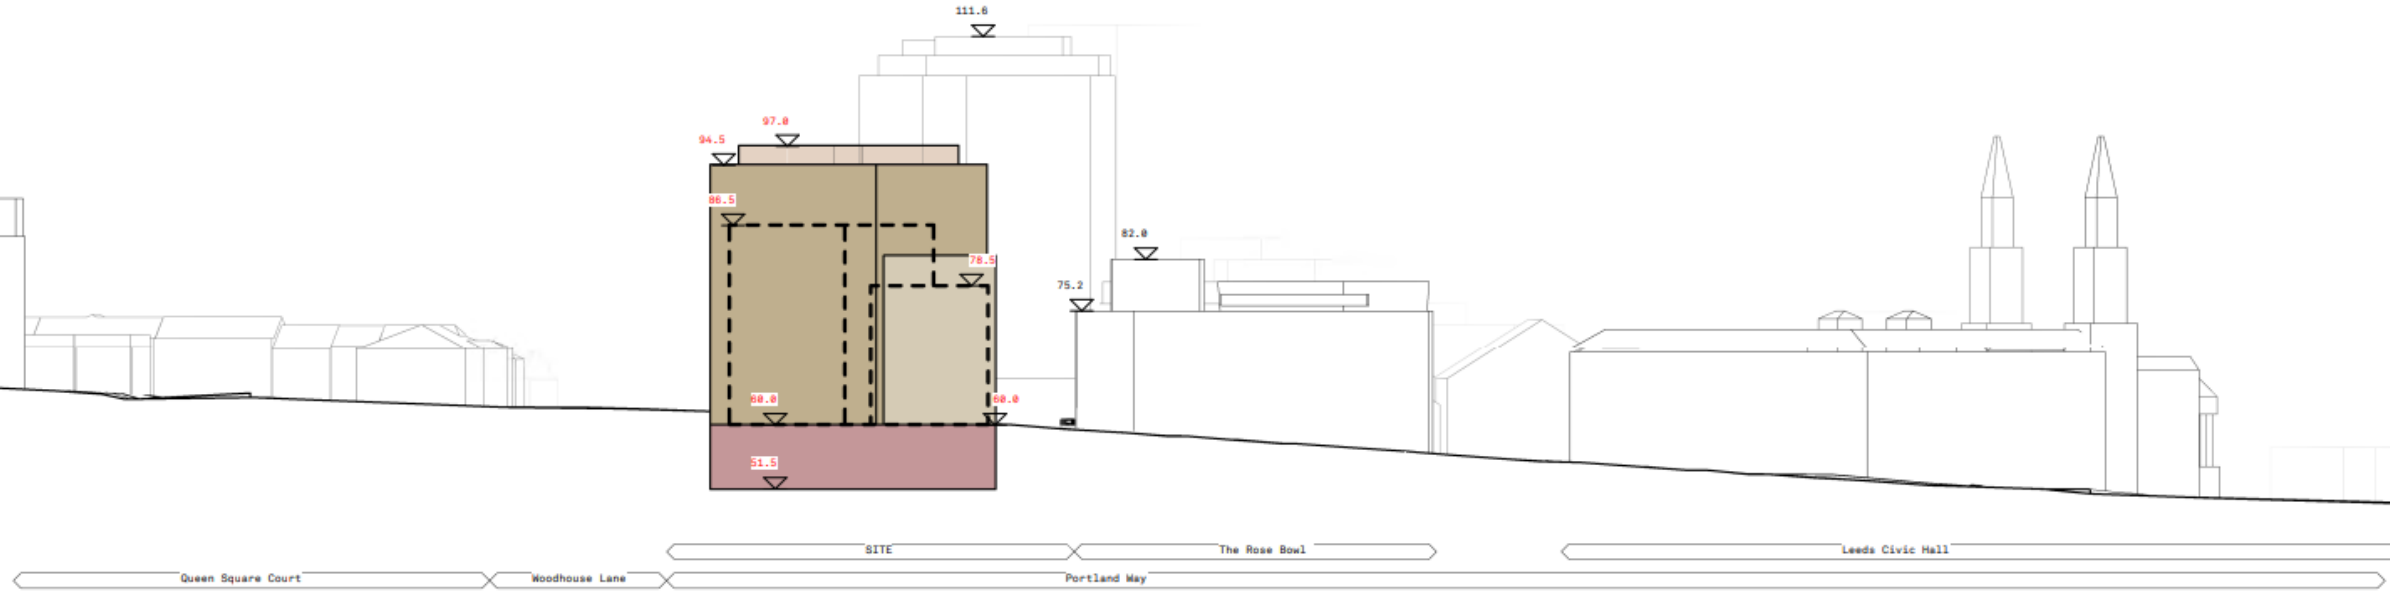 111.6
97.0
94.5
86.5
82.0
78.5
75.2
60.0
60.0
51.5
SITE
The Rose Bowl
Leeds Civic Hall
Queen Square Court
Woodhouse Lane
Portland Way